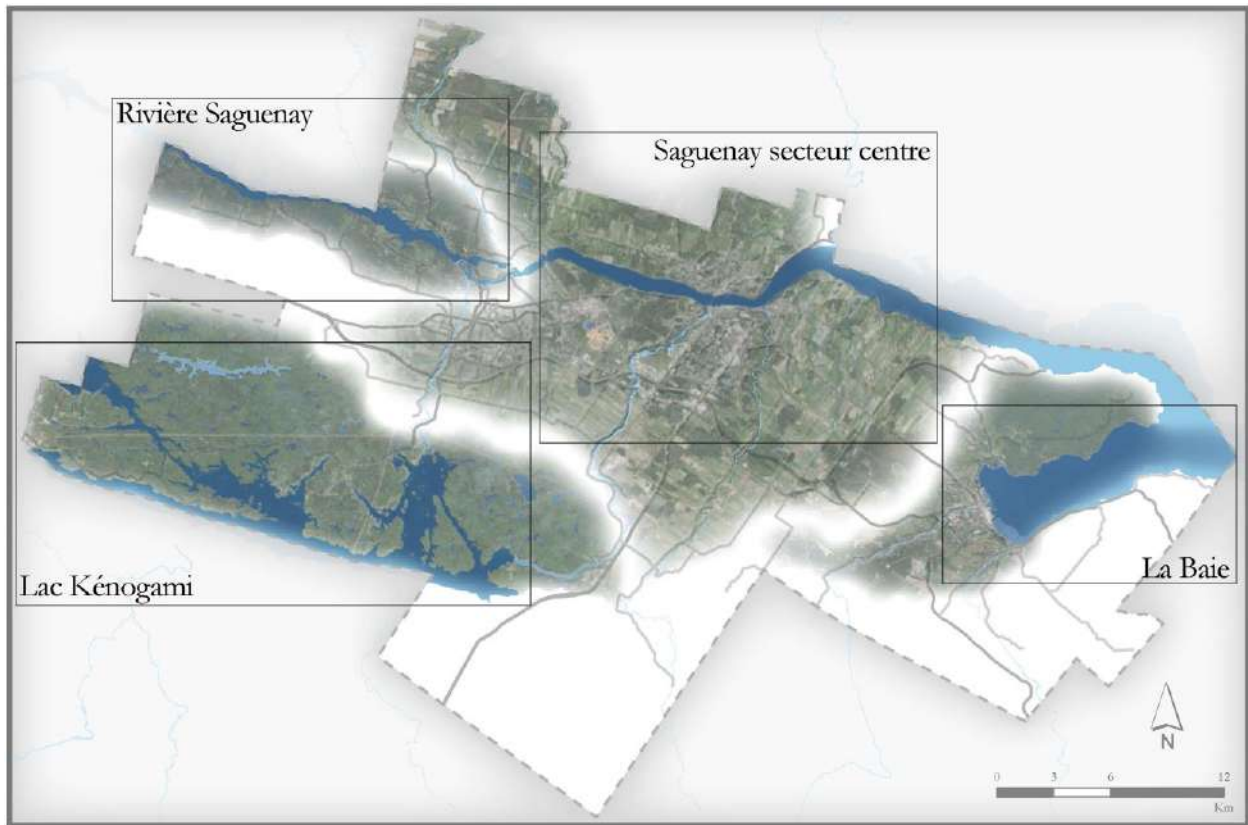 Rivière Saguenay
Saguenay secteur centre
Lac Kénogami
La Baie
N
0 3 6 12
Km